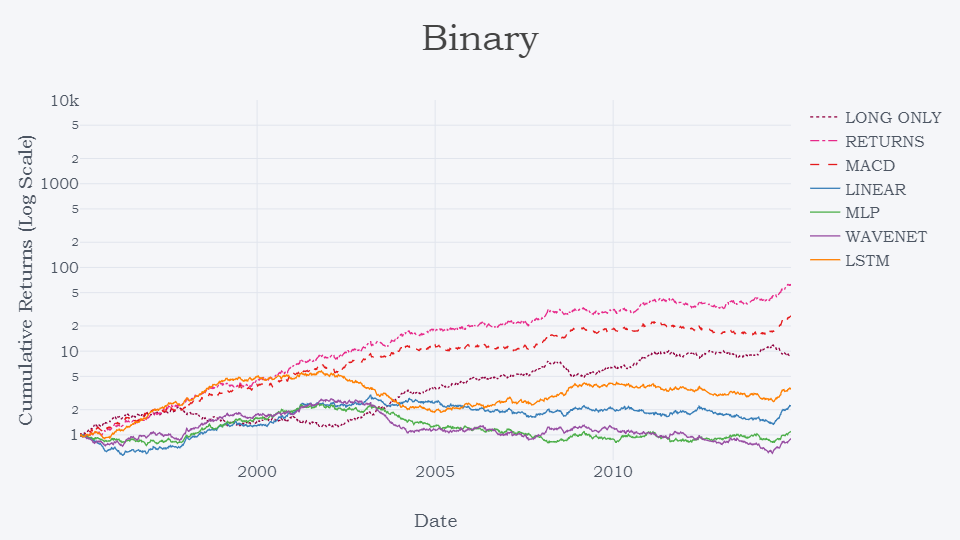 Binary
Cumulative Returns (Log Scale)
10k
5
2
1000
5
2
100
5
2
10
5
2
1
2000
2005
2010
Date
LONG ONLY
RETURNS
MACD
LINEAR
MLP
WAVENET
LSTM